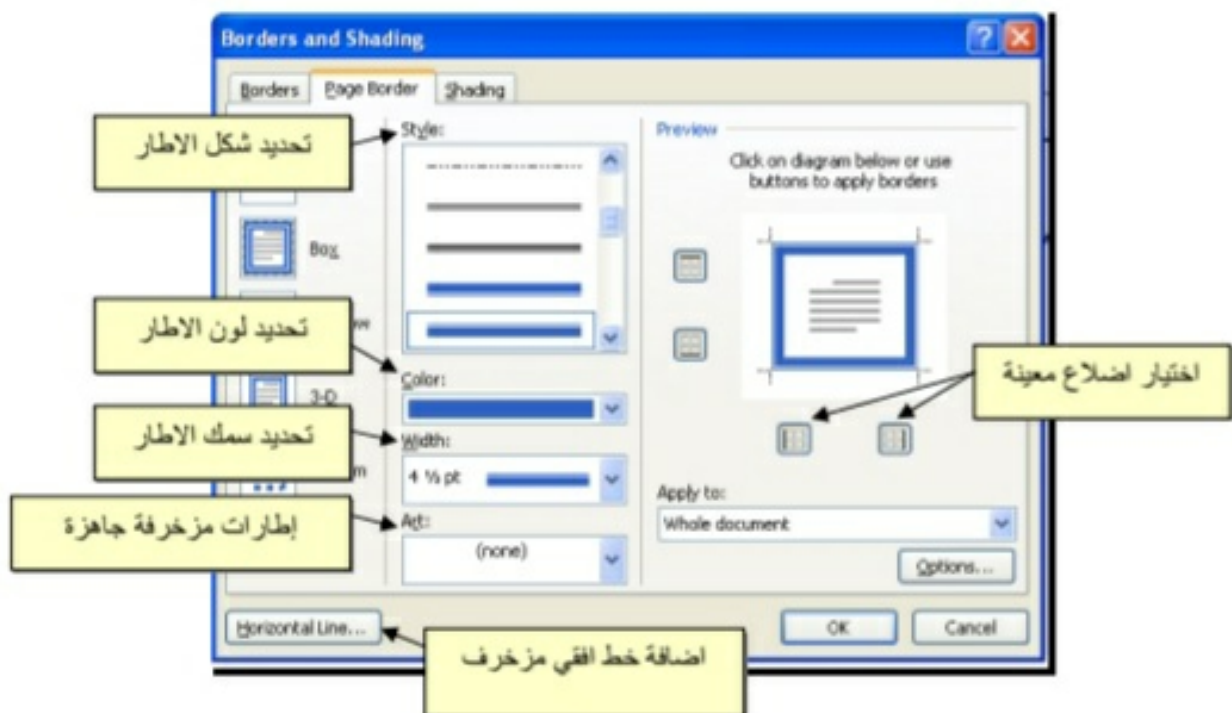 Borders and Shading
Borders Page Border Shading
تحديد شكل الاطار
Style:
Preview
Click on diagram below or use
buttons to apply borders
Box
تحديد لون الاطار
ow
Color:
اختيار اضلاع معينة
3-D
تحديد سمك الاطار
Width:
m
4 ½ pt
Apply to:
إطارات مزخرفة جاهزة
Art:
Whole document
(none)
Options...
Horizontal Line...
OK Cancel
اضافة خط افقي مزخرف